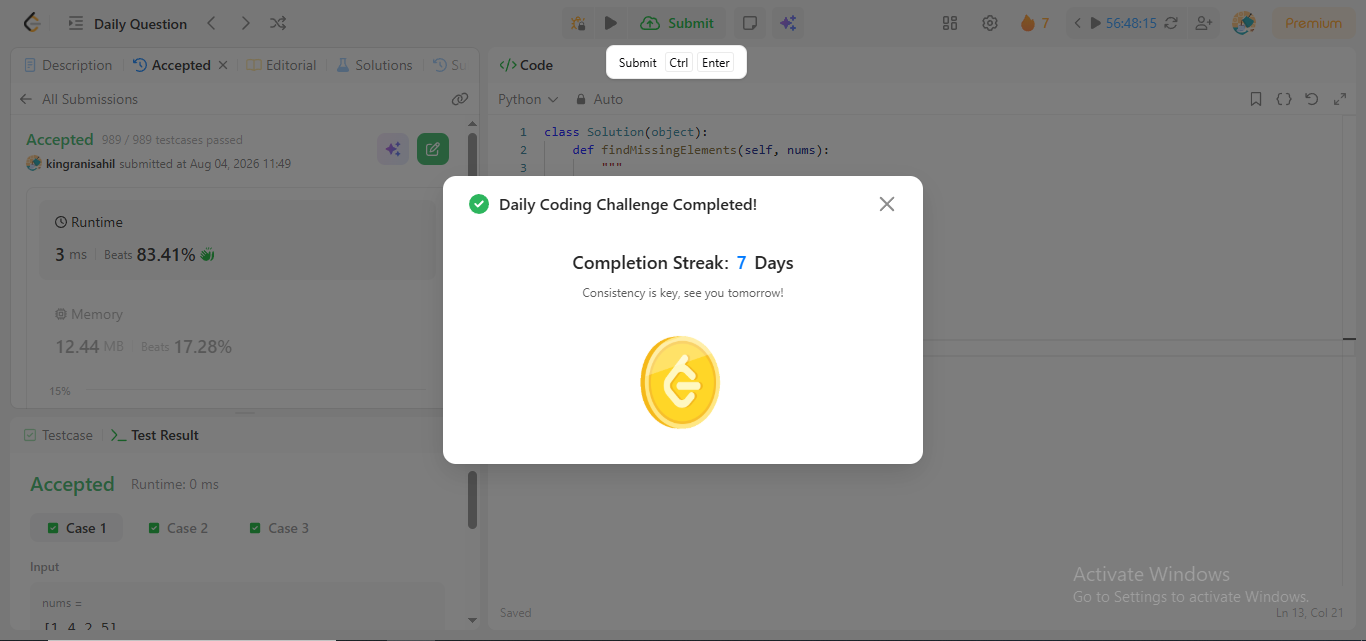 Daily Question
Submit
7
56:48:15
Premium
Submit Ctrl Enter
Description
Accepted
Editorial
Solutions
Su
All Submissions
Accepted 989 / 989 testcases passed
kingranisahil submitted at Aug 04, 2026 11:49
Runtime
3 ms Beats 83.41%
Memory
12.44 MB Beats 17.28%
15%
Testcase
Test Result
Accepted Runtime: 0 ms
Case 1 Case 2 Case 3
Input
nums =
[1, 4, 2, 5]
</> Code
Python Auto
1 class Solution(object):
2 def findMissingElements(self, nums):
3 """
Daily Coding Challenge Completed!
Completion Streak: 7 Days
Consistency is key, see you tomorrow!
Activate Windows
Go to Settings to activate Windows.
Saved
Ln 13, Col 21